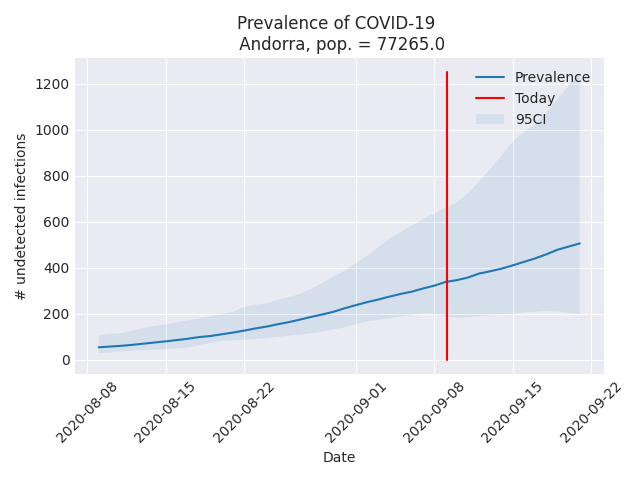 Prevalence of COVID-19
Andorra, pop. = 77265.0
Prevalence
Today
95CI
# undetected infections
1200
1000
800
600
400
200
0
2020-08-08
2020-08-15
2020-08-22
2020-09-01
2020-09-08
2020-09-15
2020-09-22
Date